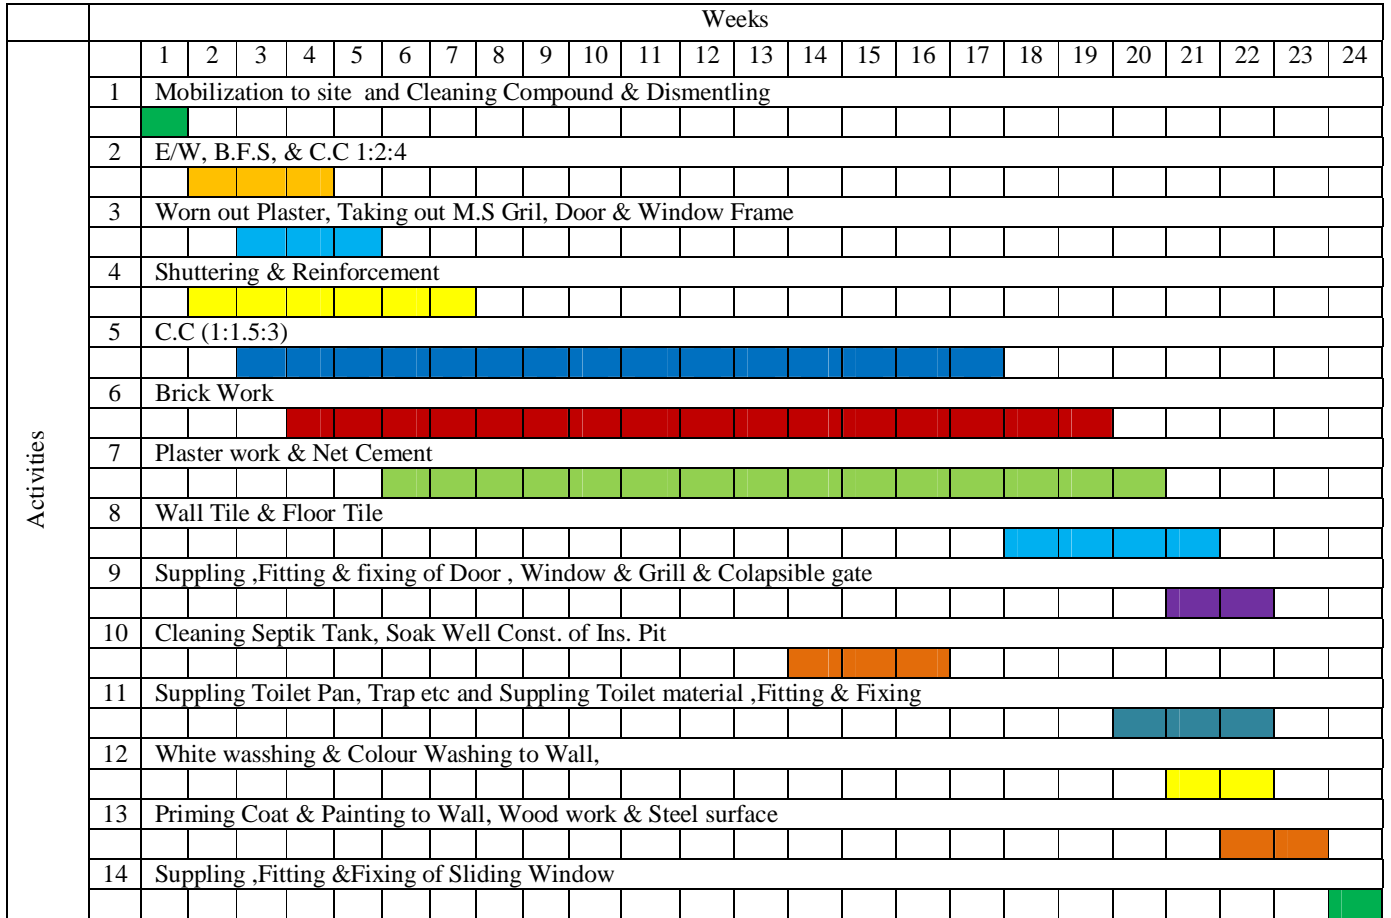 Weeks
1 2 3 4 5 6 7 8 9 10 11 12 13 14 15 16 17 18 19 20 21 22 23 24
Activities
1 Mobilization to site and Cleaning Compound & Dismentling
2 E/W, B.F.S, & C.C 1:2:4
3 Worn out Plaster, Taking out M.S Gril, Door & Window Frame
4 Shuttering & Reinforcement
5 C.C (1:1.5:3)
6 Brick Work
7 Plaster work & Net Cement
8 Wall Tile & Floor Tile
9 Suppling ,Fitting & fixing of Door , Window & Grill & Colapsible gate
10 Cleaning Septik Tank, Soak Well Const. of Ins. Pit
11 Suppling Toilet Pan, Trap etc and Suppling Toilet material ,Fitting & Fixing
12 White wasshing & Colour Washing to Wall,
13 Priming Coat & Painting to Wall, Wood work & Steel surface
14 Suppling ,Fitting &Fixing of Sliding Window